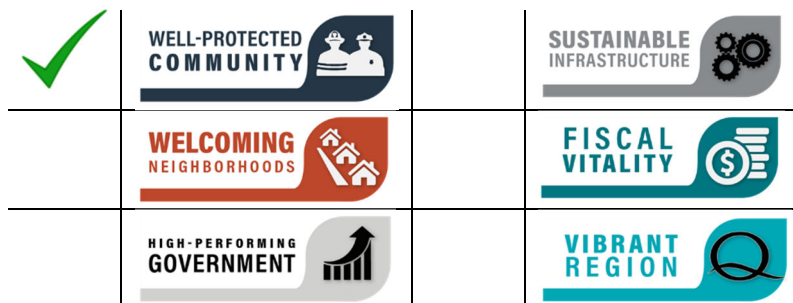 WELL-PROTECTED
COMMUNITY
SUSTAINABLE
INFRASTRUCTURE
WELCOMING
NEIGHBORHOODS
FISCAL
VITALITY
$
HIGH-PERFORMING
GOVERNMENT
VIBRANT
REGION
Q